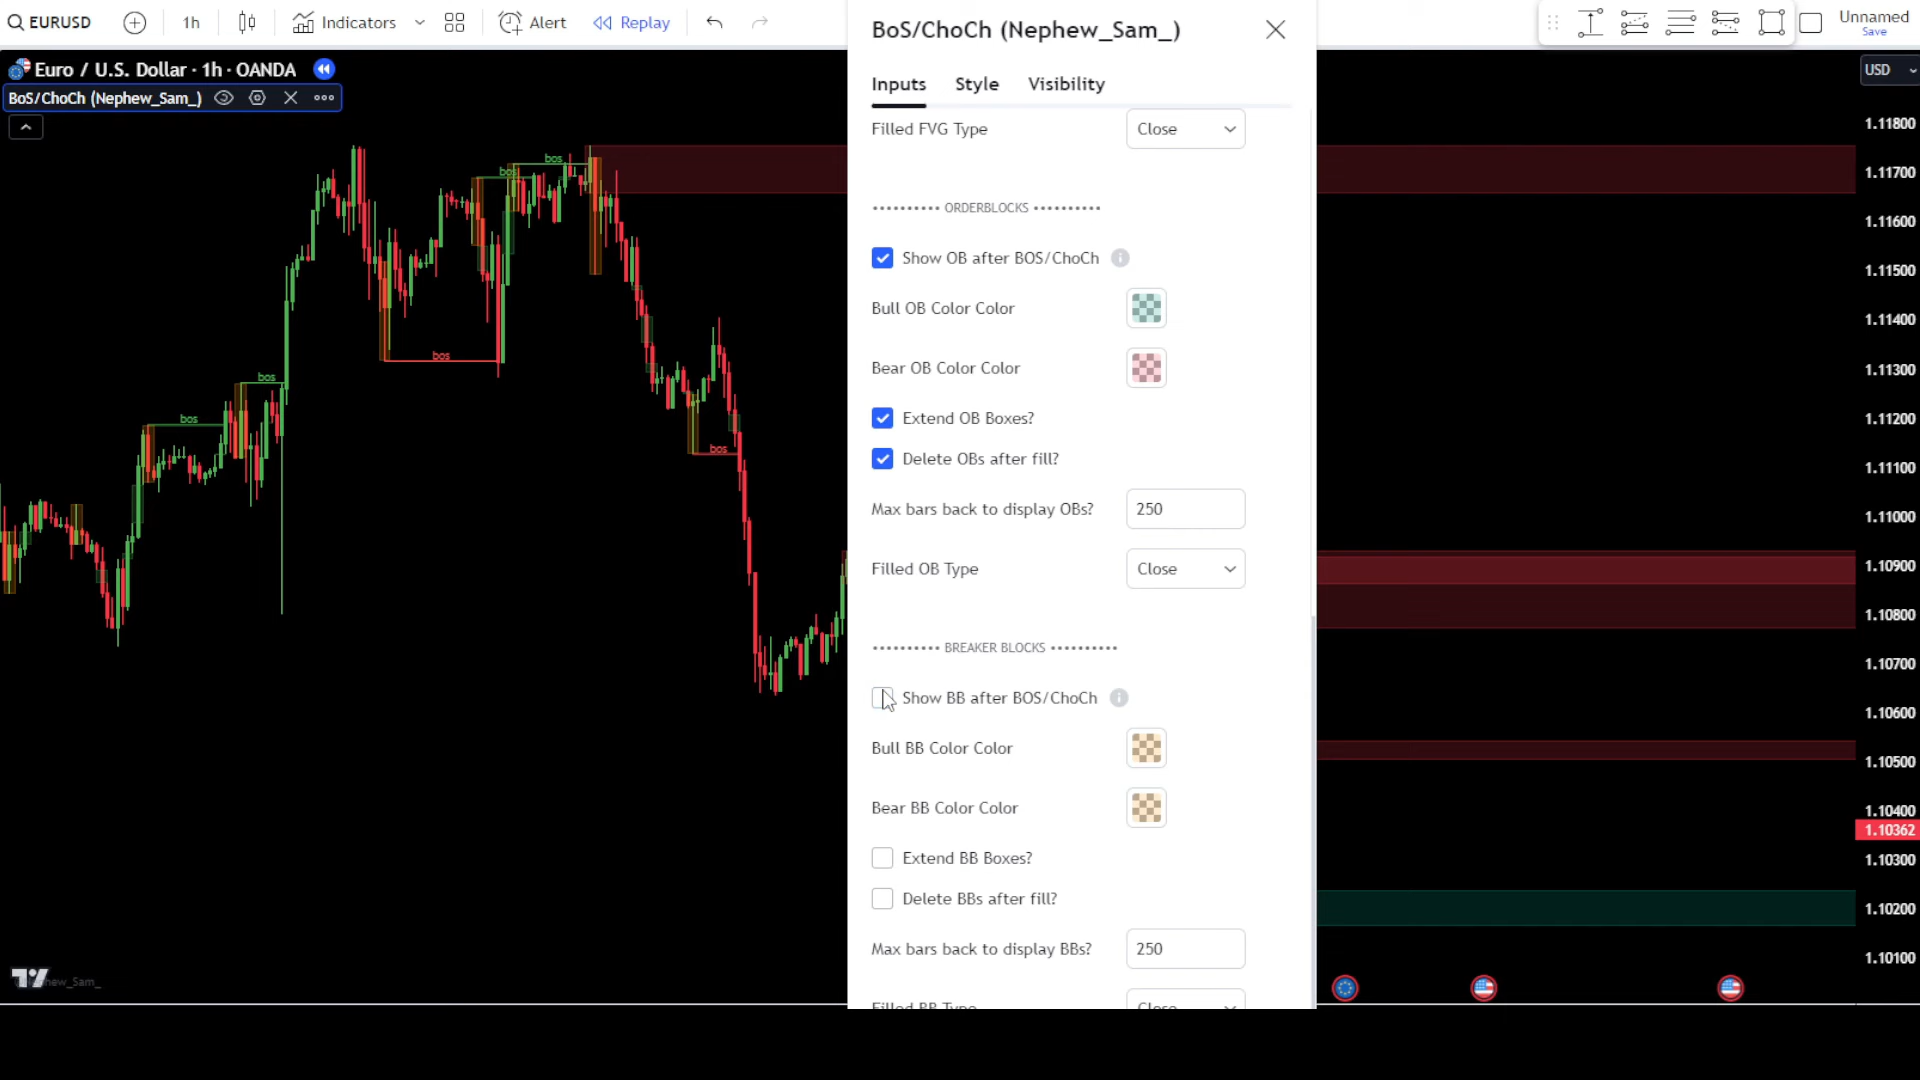 EURUSD
1h
Indicators
Alert
Replay
Unnamed
Save
Euro / U.S. Dollar · 1h · OANDA
BoS/ChoCh (Nephew_Sam_)
USD
bos
bos
bos
bos
bos
bos
BoS/ChoCh (Nephew_Sam_)
Inputs
Style
Visibility
Filled FVG Type
Close
•••••••••• ORDERBLOCKS ••••••••••
Show OB after BOS/ChoCh
Bull OB Color Color
Bear OB Color Color
Extend OB Boxes?
Delete OBs after fill?
Max bars back to display OBs?
250
Filled OB Type
Close
•••••••••• BREAKER BLOCKS ••••••••••
Show BB after BOS/ChoCh
Bull BB Color Color
Bear BB Color Color
Extend BB Boxes?
Delete BBs after fill?
Max bars back to display BBs?
250
Filled BB Type
Close
1.11800
1.11700
1.11600
1.11500
1.11400
1.11300
1.11200
1.11100
1.11000
1.10900
1.10800
1.10700
1.10600
1.10500
1.10400
1.10362
1.10300
1.10200
1.10100